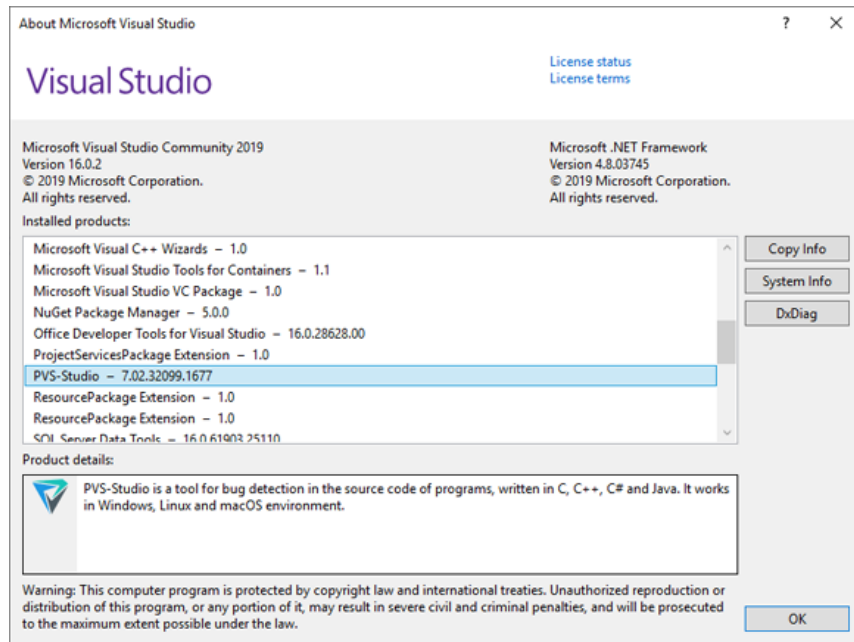 About Microsoft Visual Studio
?
Visual Studio
License status
License terms
Microsoft Visual Studio Community 2019
Version 16.0.2
© 2019 Microsoft Corporation.
All rights reserved.
Microsoft .NET Framework
Version 4.8.03745
© 2019 Microsoft Corporation.
All rights reserved.
Installed products:
Microsoft Visual C++ Wizards – 1.0
Microsoft Visual Studio Tools for Containers – 1.1
Microsoft Visual Studio VC Package – 1.0
NuGet Package Manager – 5.0.0
Office Developer Tools for Visual Studio – 16.0.28628.00
ProjectServicesPackage Extension – 1.0
PVS-Studio – 7.02.32099.1677
ResourcePackage Extension – 1.0
ResourcePackage Extension – 1.0
SQL Server Data Tools – 16.0.61903.25110
Copy Info
System Info
DxDiag
Product details:
PVS-Studio is a tool for bug detection in the source code of programs, written in C, C++, C# and Java. It works
in Windows, Linux and macOS environment.
Warning: This computer program is protected by copyright law and international treaties. Unauthorized reproduction or
distribution of this program, or any portion of it, may result in severe civil and criminal penalties, and will be prosecuted
to the maximum extent possible under the law.
OK